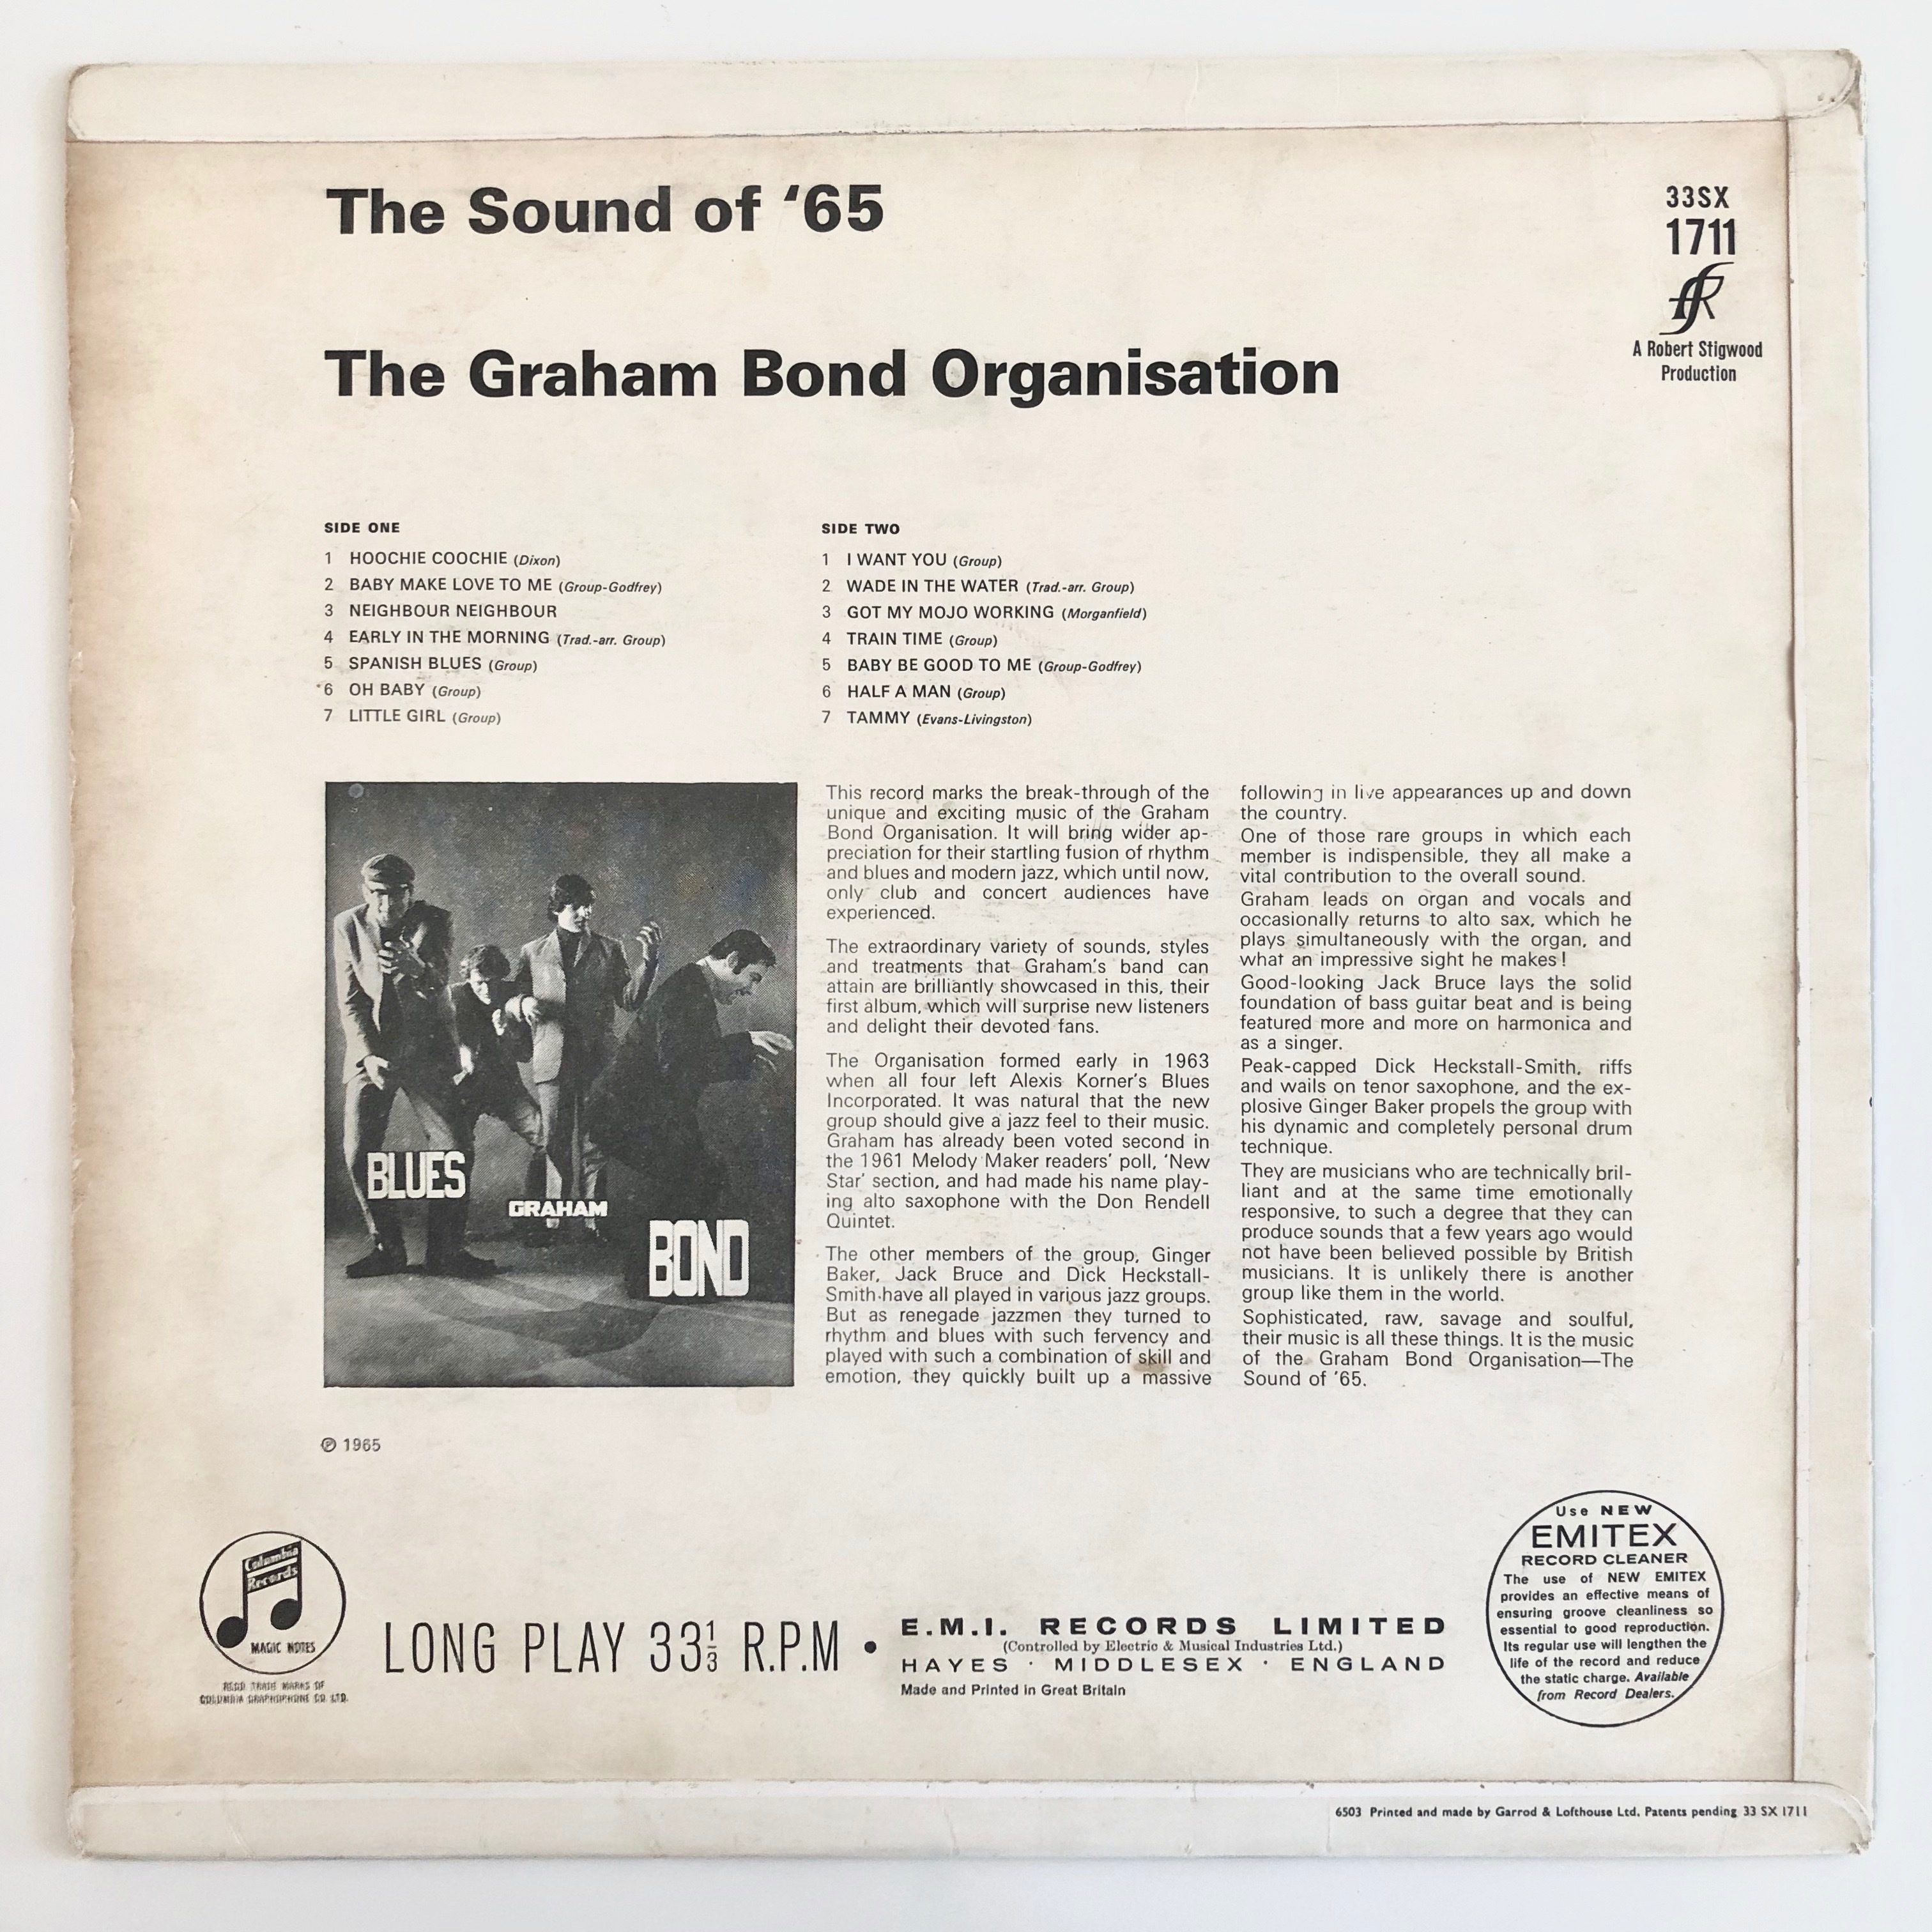 The Sound of ‘65
33SX
1711
A Robert Stigwood
Production
The Graham Bond Organisation
SIDE ONE
1 HOOCHIE COOCHIE (Dixon)
2 BABY MAKE LOVE TO ME (Group-Godfrey)
3 NEIGHBOUR NEIGHBOUR
4 EARLY IN THE MORNING (Trad.-arr. Group)
5 SPANISH BLUES (Group)
6 OH BABY (Group)
7 LITTLE GIRL (Group)
SIDE TWO
1 I WANT YOU (Group)
2 WADE IN THE WATER (Trad.-arr. Group)
3 GOT MY MOJO WORKING (Morganfield)
4 TRAIN TIME (Group)
5 BABY BE GOOD TO ME (Group-Godfrey)
6 HALF A MAN (Group)
7 TAMMY (Evans-Livingston)
BLUES
GRAHAM
BOND
This record marks the break-through of the
unique and exciting music of the Graham
Bond Organisation. It will bring wider ap-
preciation for their startling fusion of rhythm
and blues and modern jazz, which until now,
only club and concert audiences have
experienced.
The extraordinary variety of sounds, styles
and treatments that Graham's band can
attain are brilliantly showcased in this, their
first album, which will surprise new listeners
and delight their devoted fans.
The Organisation formed early in 1963
when all four left Alexis Korner's Blues
Incorporated. It was natural that the new
group should give a jazz feel to their music.
Graham has already been voted second in
the 1961 Melody Maker readers' poll, 'New
Star' section, and had made his name play-
ing alto saxophone with the Don Rendell
Quintet.
The other members of the group, Ginger
Baker, Jack Bruce and Dick Heckstall-
Smith have all played in various jazz groups.
But as renegade jazzmen they turned to
rhythm and blues with such fervency and
played with such a combination of skill and
emotion, they quickly built up a massive
following in live appearances up and down
the country.
One of those rare groups in which each
member is indispensible, they all make a
vital contribution to the overall sound.
Graham leads on organ and vocals and
occasionally returns to alto sax, which he
plays simultaneously with the organ, and
what an impressive sight he makes!
Good-looking Jack Bruce lays the solid
foundation of bass guitar beat and is being
featured more and more on harmonica and
as a singer.
Peak-capped Dick Heckstall-Smith, riffs
and wails on tenor saxophone, and the ex-
plosive Ginger Baker propels the group with
his dynamic and completely personal drum
technique.
They are musicians who are technically bril-
liant and at the same time emotionally
responsive, to such a degree that they can
produce sounds that a few years ago would
not have been believed possible by British
musicians. It is unlikely there is another
group like them in the world.
Sophisticated, raw, savage and soulful,
their music is all these things. It is the music
of the Graham Bond Organisation—The
Sound of '65.
℗ 1965
Columbia
Records
MAGIC NOTES
REGD TRADE MARKS OF
COLUMBIA GRAPHOPHONE CO. LTD.
LONG PLAY 33⅓ R.P.M •
E.M.I. RECORDS LIMITED
(Controlled by Electric & Musical Industries Ltd.)
HAYES · MIDDLESEX · ENGLAND
Made and Printed in Great Britain
Use NEW
EMITEX
RECORD CLEANER
The use of NEW EMITEX
provides an effective means of
ensuring groove cleanliness so
essential to good reproduction.
Its regular use will lengthen the
life of the record and reduce
the static charge. Available
from Record Dealers.
6503 Printed and made by Garrod & Lofthouse Ltd. Patents pending 33 SX 1711